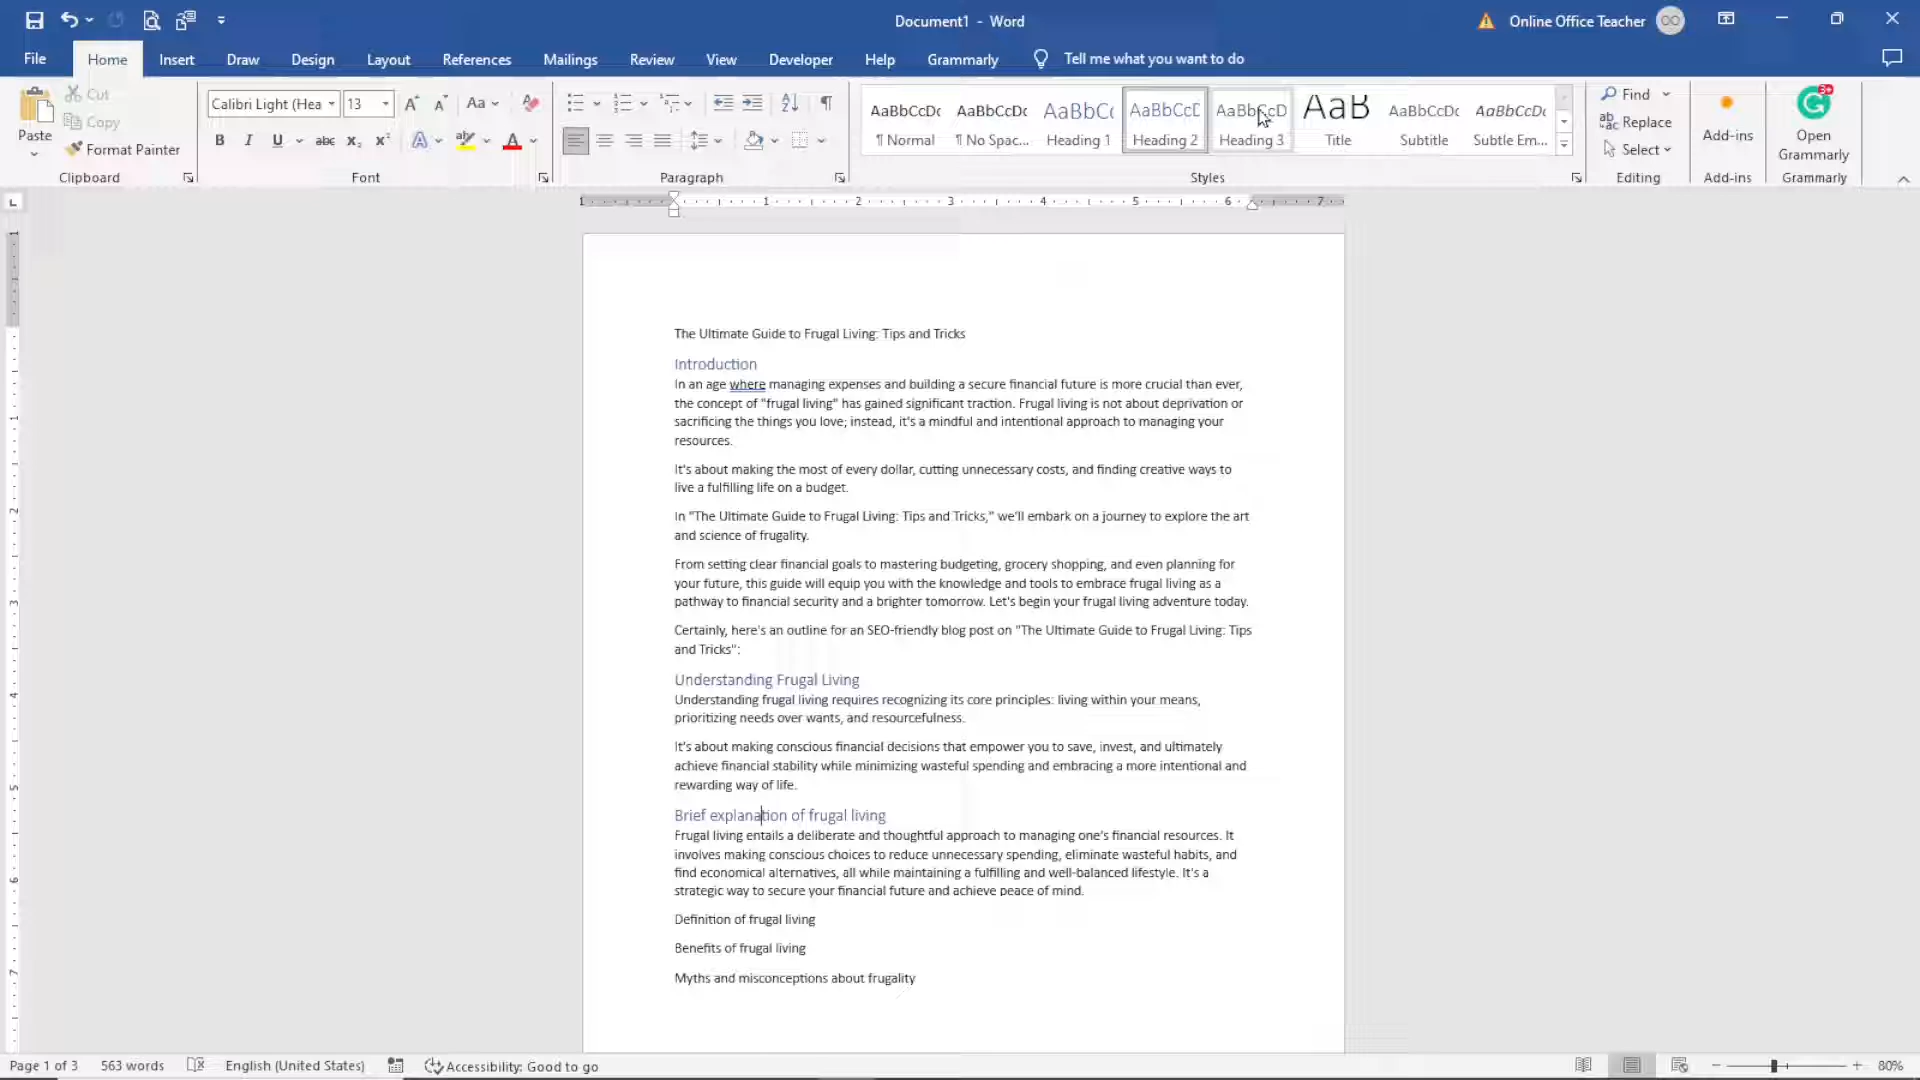 Document1 - Word
Online Office Teacher
OO
File
Home
Insert
Draw
Design
Layout
References
Mailings
Review
View
Developer
Help
Grammarly
Tell me what you want to do
Paste
Cut
Copy
Format Painter
Clipboard
Calibri Light (Hea
13
Aa
B I U abc x₂ x² A A
Font
Paragraph
AaBbCcDc
¶ Normal
AaBbCcDc
¶ No Spac...
AaBbCc
Heading 1
AaBbCcD
Heading 2
AaBbCcD
Heading 3
AaB
Title
AaBbCcDc
Subtitle
AaBbCcDc
Subtle Em...
Styles
Find
Replace
Select
Editing
Add-ins
Add-ins
Open
Grammarly
Grammarly
1 1 2 3 4 5 6 7
The Ultimate Guide to Frugal Living: Tips and Tricks
Introduction
In an age where managing expenses and building a secure financial future is more crucial than ever,
the concept of "frugal living" has gained significant traction. Frugal living is not about deprivation or
sacrificing the things you love; instead, it's a mindful and intentional approach to managing your
resources.
It's about making the most of every dollar, cutting unnecessary costs, and finding creative ways to
live a fulfilling life on a budget.
In "The Ultimate Guide to Frugal Living: Tips and Tricks," we'll embark on a journey to explore the art
and science of frugality.
From setting clear financial goals to mastering budgeting, grocery shopping, and even planning for
your future, this guide will equip you with the knowledge and tools to embrace frugal living as a
pathway to financial security and a brighter tomorrow. Let's begin your frugal living adventure today.
Certainly, here's an outline for an SEO-friendly blog post on "The Ultimate Guide to Frugal Living: Tips
and Tricks":
Understanding Frugal Living
Understanding frugal living requires recognizing its core principles: living within your means,
prioritizing needs over wants, and resourcefulness.
It's about making conscious financial decisions that empower you to save, invest, and ultimately
achieve financial stability while minimizing wasteful spending and embracing a more intentional and
rewarding way of life.
Brief explanation of frugal living
Frugal living entails a deliberate and thoughtful approach to managing one's financial resources. It
involves making conscious choices to reduce unnecessary spending, eliminate wasteful habits, and
find economical alternatives, all while maintaining a fulfilling and well-balanced lifestyle. It's a
strategic way to secure your financial future and achieve peace of mind.
Definition of frugal living
Benefits of frugal living
Myths and misconceptions about frugality
Page 1 of 3
563 words
English (United States)
Accessibility: Good to go
80%